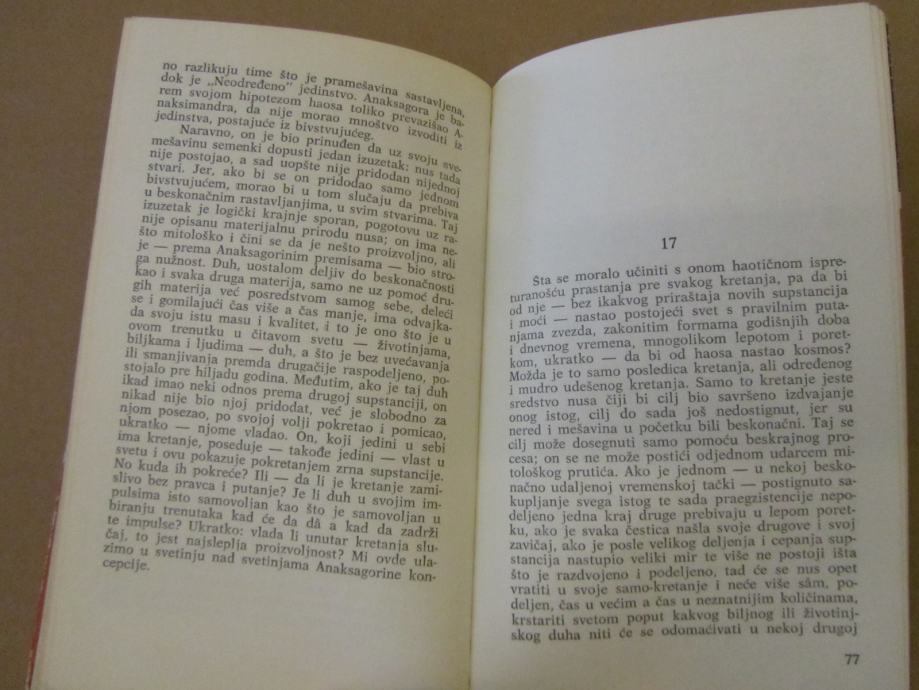 no razlikuju time što je pramešavina sastavljena,
dok je „Neodređeno" jedinstvo. Anaksagora je ba-
rem svojom hipotezom haosa toliko prevazišao A-
naksimandra, da nije morao mnoštvo izvoditi iz
jedinstva, postajuće iz bivstvujućeg.
Naravno, on je bio prinuđen da uz svoju sve-
mešavinu semenki dopusti jedan izuzetak: nus tada
nije postojao, a sad uopšte nije pridodan nijednoj
stvari. Jer, ako bi se on pridodao samo jednom
bivstvujućem, morao bi u tom slučaju da prebiva
u beskonačnim rastavljanjima, u svim stvarima. Taj
izuzetak je logički krajnje sporan, pogotovu uz ra-
nije opisanu materijalnu prirodu nusa; on ima ne-
što mitološko i čini se da je nešto proizvoljno, ali
je — prema Anaksagorinim premisama — bio stro-
ga nužnost. Duh, uostalom deljiv do beskonačnosti
kao i svaka druga materija, samo ne uz pomoć dru-
gih materija već posredstvom samog sebe, deleći
se i gomilajući čas više a čas manje, ima odvajka-
da svoju istu masu i kvalitet, i to je ono što je u
ovom trenutku u čitavom svetu — životinjama,
biljkama i ljudima — duh, a što je bez uvećavanja
ili smanjivanja premda drugačije raspodeljeno, po-
stojalo pre hiljadu godina. Međutim, ako je taj duh
ikad imao neki odnos prema drugoj supstanciji, on
nikad nije bio njoj pridodat, već je slobodno za
njom posezao, po svojoj volji pokretao i pomicao,
ukratko — njome vladao. On, koji jedini u sebi
ima kretanje, poseduje — takođe jedini — vlast u
svetu i ovu pokazuje pokretanjem zrna supstancije.
No kuda ih pokreće? Ili — da li je kretanje zami-
slivo bez pravca i putanje? Je li duh u svojim im-
pulsima isto samovoljan kao što je samovoljan u
biranju trenutaka kad će da dâ a kad da zadrži
te impulse? Ukratko: vlada li unutar kretanja slu-
čaj, to jest najslepija proizvoljnost? Mi ovde ula-
zimo u svetinju nad svetinjama Anaksagorine kon-
cepcije.
17
Šta se moralo učiniti s onom haotičnom ispre-
turanošću prastanja pre svakog kretanja, pa da bi
od nje — bez ikakvog priraštaja novih supstancija
i moći — nastao postojeći svet s pravilnim puta-
njama zvezda, zakonitim formama godišnjih doba
i dnevnog vremena, mnogolikom lepotom i poret-
kom, ukratko — da bi od haosa nastao kosmos?
Možda je to samo posledica kretanja, ali određenog
i mudro udešenog kretanja. Samo to kretanje jeste
sredstvo nusa čiji bi cilj bio savršeno izdvajanje
onog istog, cilj do sada još nedostignut, jer su
nered i mešavina u početku bili beskonačni. Taj se
cilj može dosegnuti samo pomoću beskrajnog pro-
cesa; on se ne može postići odjednom udarcem mi-
tološkog prutića. Ako je jednom — u nekoj besko-
načno udaljenoj vremenskoj tački — postignuto sa-
kupljanje svega istog te sada praegzistencije nepo-
deljeno jedna kraj druge prebivaju u lepom poret-
ku, ako je svaka čestica našla svoje drugove i svoj
zavičaj, ako je posle velikog deljenja i cepanja sup-
stancija nastupio veliki mir te više ne postoji išta
što je razdvojeno i podeljeno, tad će se nus opet
vratiti u svoje samo-kretanje i neće više sâm, po-
deljen, čas u većim a čas u neznatnijim količinama,
krstariti svetom poput kakvog biljnog ili životinj-
skog duha niti će se odomaćivati u nekoj drugoj
77